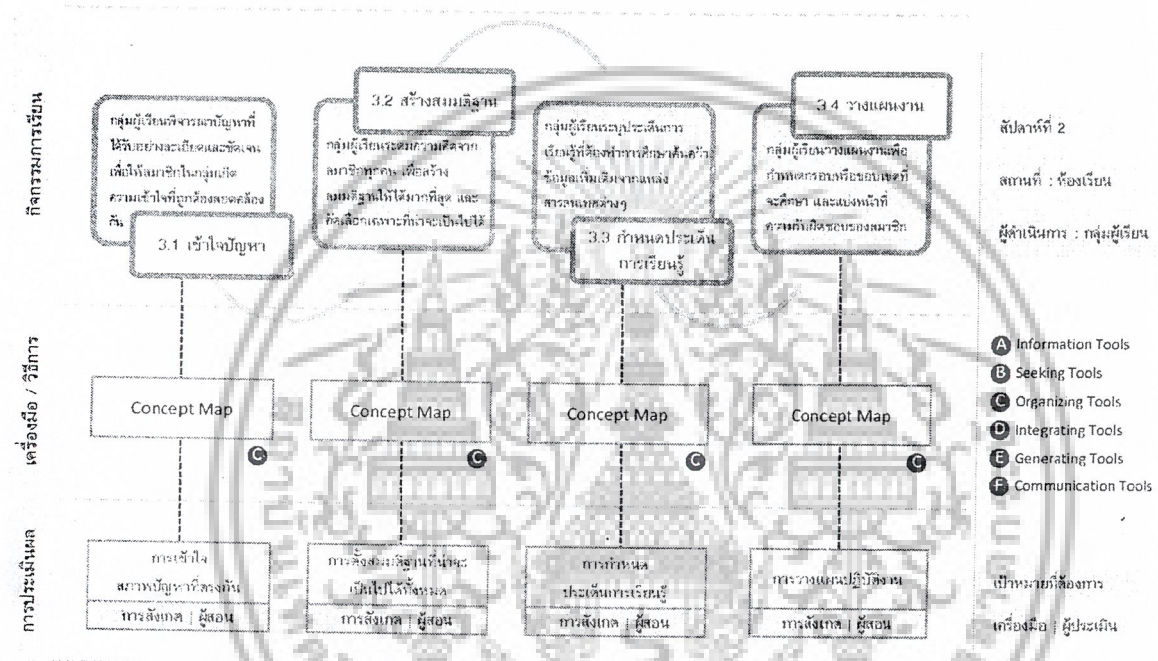 กิจกรรมการเรียน
กลุ่มผู้เรียนพิจารณาปัญหาที่
ได้รับอย่างละเอียดและชัดเจน
เพื่อให้สมาชิกในกลุ่มเกิด
ความเข้าใจที่ถูกต้องสอดคล้อง
กัน
3.1 เข้าใจปัญหา
3.2 สร้างสมมติฐาน
กลุ่มผู้เรียนระดมความคิดจาก
สมาชิกทุกคน เพื่อสร้าง
สมมติฐานให้ได้มากที่สุด และ
คัดเลือกเฉพาะที่น่าจะเป็นไปได้
กลุ่มผู้เรียนระบุประเด็นการ
เรียนรู้ที่ต้องทำการศึกษาค้นคว้า
ข้อมูลเพิ่มเติมจากแหล่ง
สารสนเทศต่างๆ
3.3 กำหนดประเด็น
การเรียนรู้
3.4 วางแผนงาน
กลุ่มผู้เรียนวางแผนงานเพื่อ
กำหนดกรอบหรือขอบเขตที่
จะศึกษา และแบ่งหน้าที่
ความรับผิดชอบของสมาชิก
สัปดาห์ที่ 2
สถานที่ : ห้องเรียน
ผู้ดำเนินการ : กลุ่มผู้เรียน
เครื่องมือ / วิธีการ
Concept Map
C
Concept Map
C
Concept Map
C
Concept Map
C
A Information Tools
B Seeking Tools
C Organizing Tools
D Integrating Tools
E Generating Tools
F Communication Tools
การประเมินผล
การเข้าใจ
สภาพปัญหาที่ตรงกัน
การสังเกต | ผู้สอน
การตั้งสมมติฐานที่น่าจะ
เป็นไปได้ทั้งหมด
การสังเกต | ผู้สอน
การกำหนด
ประเด็นการเรียนรู้
การสังเกต | ผู้สอน
การวางแผนปฏิบัติงาน
การสังเกต | ผู้สอน
เป้าหมายที่ต้องการ
เครื่องมือ | ผู้ประเมิน